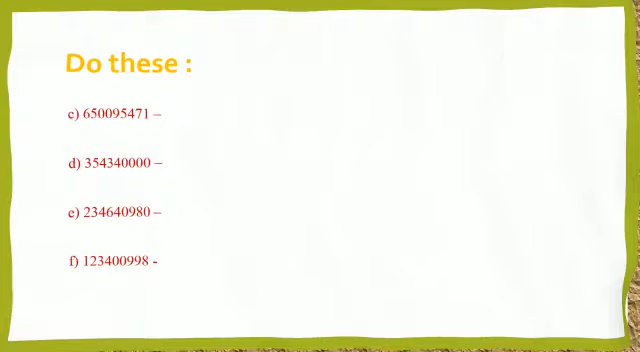 Do these :
c) 650095471 –
d) 354340000 –
e) 234640980 –
f) 123400998 -